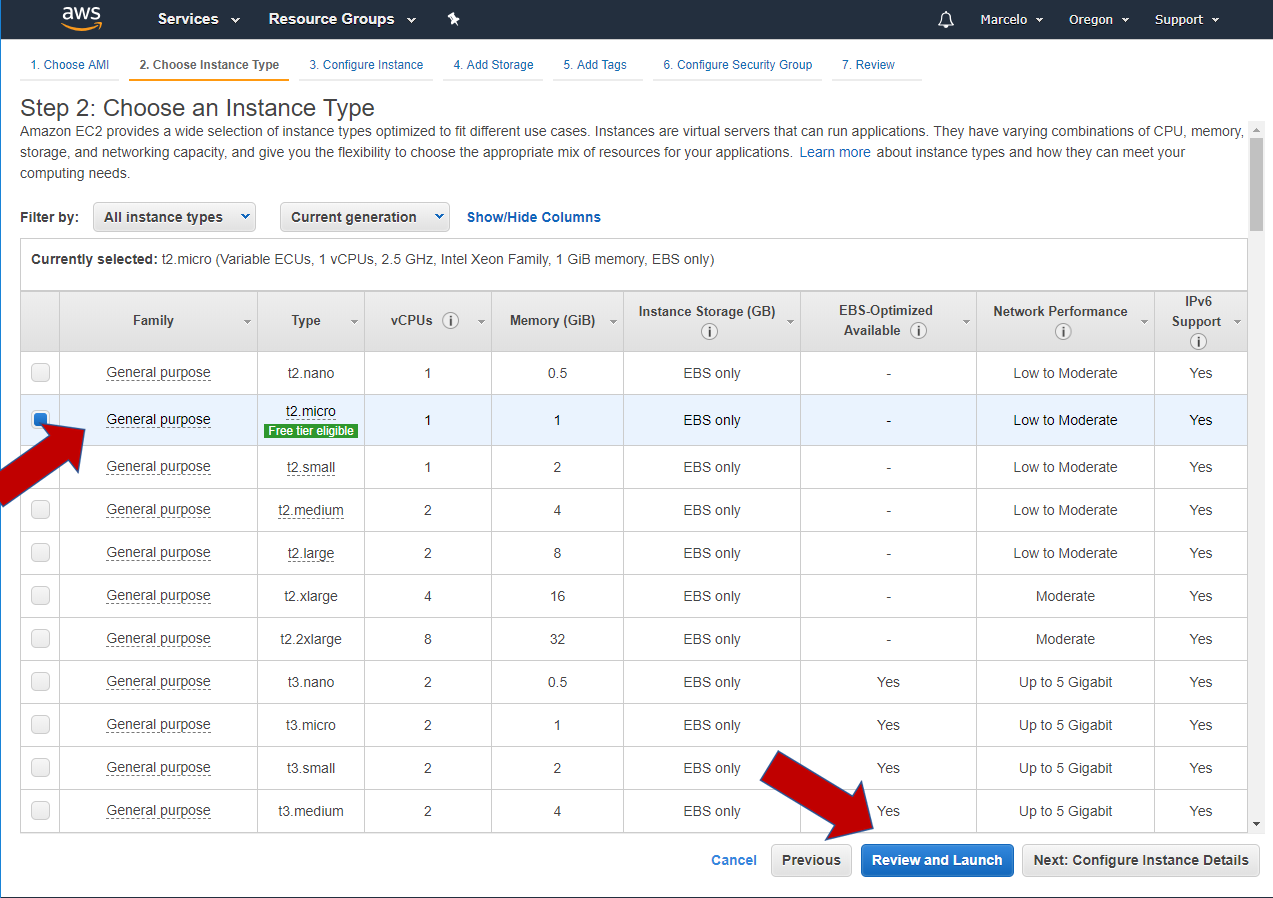 aws Services Resource Groups Marcelo Oregon Support
1. Choose AMI 2. Choose Instance Type 3. Configure Instance 4. Add Storage 5. Add Tags 6. Configure Security Group 7. Review
Step 2: Choose an Instance Type
Amazon EC2 provides a wide selection of instance types optimized to fit different use cases. Instances are virtual servers that can run applications. They have varying combinations of CPU, memory,
storage, and networking capacity, and give you the flexibility to choose the appropriate mix of resources for your applications. Learn more about instance types and how they can meet your
computing needs.
Filter by: All instance types Current generation Show/Hide Columns
Currently selected: t2.micro (Variable ECUs, 1 vCPUs, 2.5 GHz, Intel Xeon Family, 1 GiB memory, EBS only)
Family Type vCPUs i Memory (GiB) Instance Storage (GB) i EBS-Optimized Available i Network Performance i IPv6 Support i
General purpose t2.nano 1 0.5 EBS only - Low to Moderate Yes
General purpose t2.micro Free tier eligible 1 1 EBS only - Low to Moderate Yes
General purpose t2.small 1 2 EBS only - Low to Moderate Yes
General purpose t2.medium 2 4 EBS only - Low to Moderate Yes
General purpose t2.large 2 8 EBS only - Low to Moderate Yes
General purpose t2.xlarge 4 16 EBS only - Moderate Yes
General purpose t2.2xlarge 8 32 EBS only - Moderate Yes
General purpose t3.nano 2 0.5 EBS only Yes Up to 5 Gigabit Yes
General purpose t3.micro 2 1 EBS only Yes Up to 5 Gigabit Yes
General purpose t3.small 2 2 EBS only Yes Up to 5 Gigabit Yes
General purpose t3.medium 2 4 EBS only Yes Up to 5 Gigabit Yes
Cancel Previous Review and Launch Next: Configure Instance Details